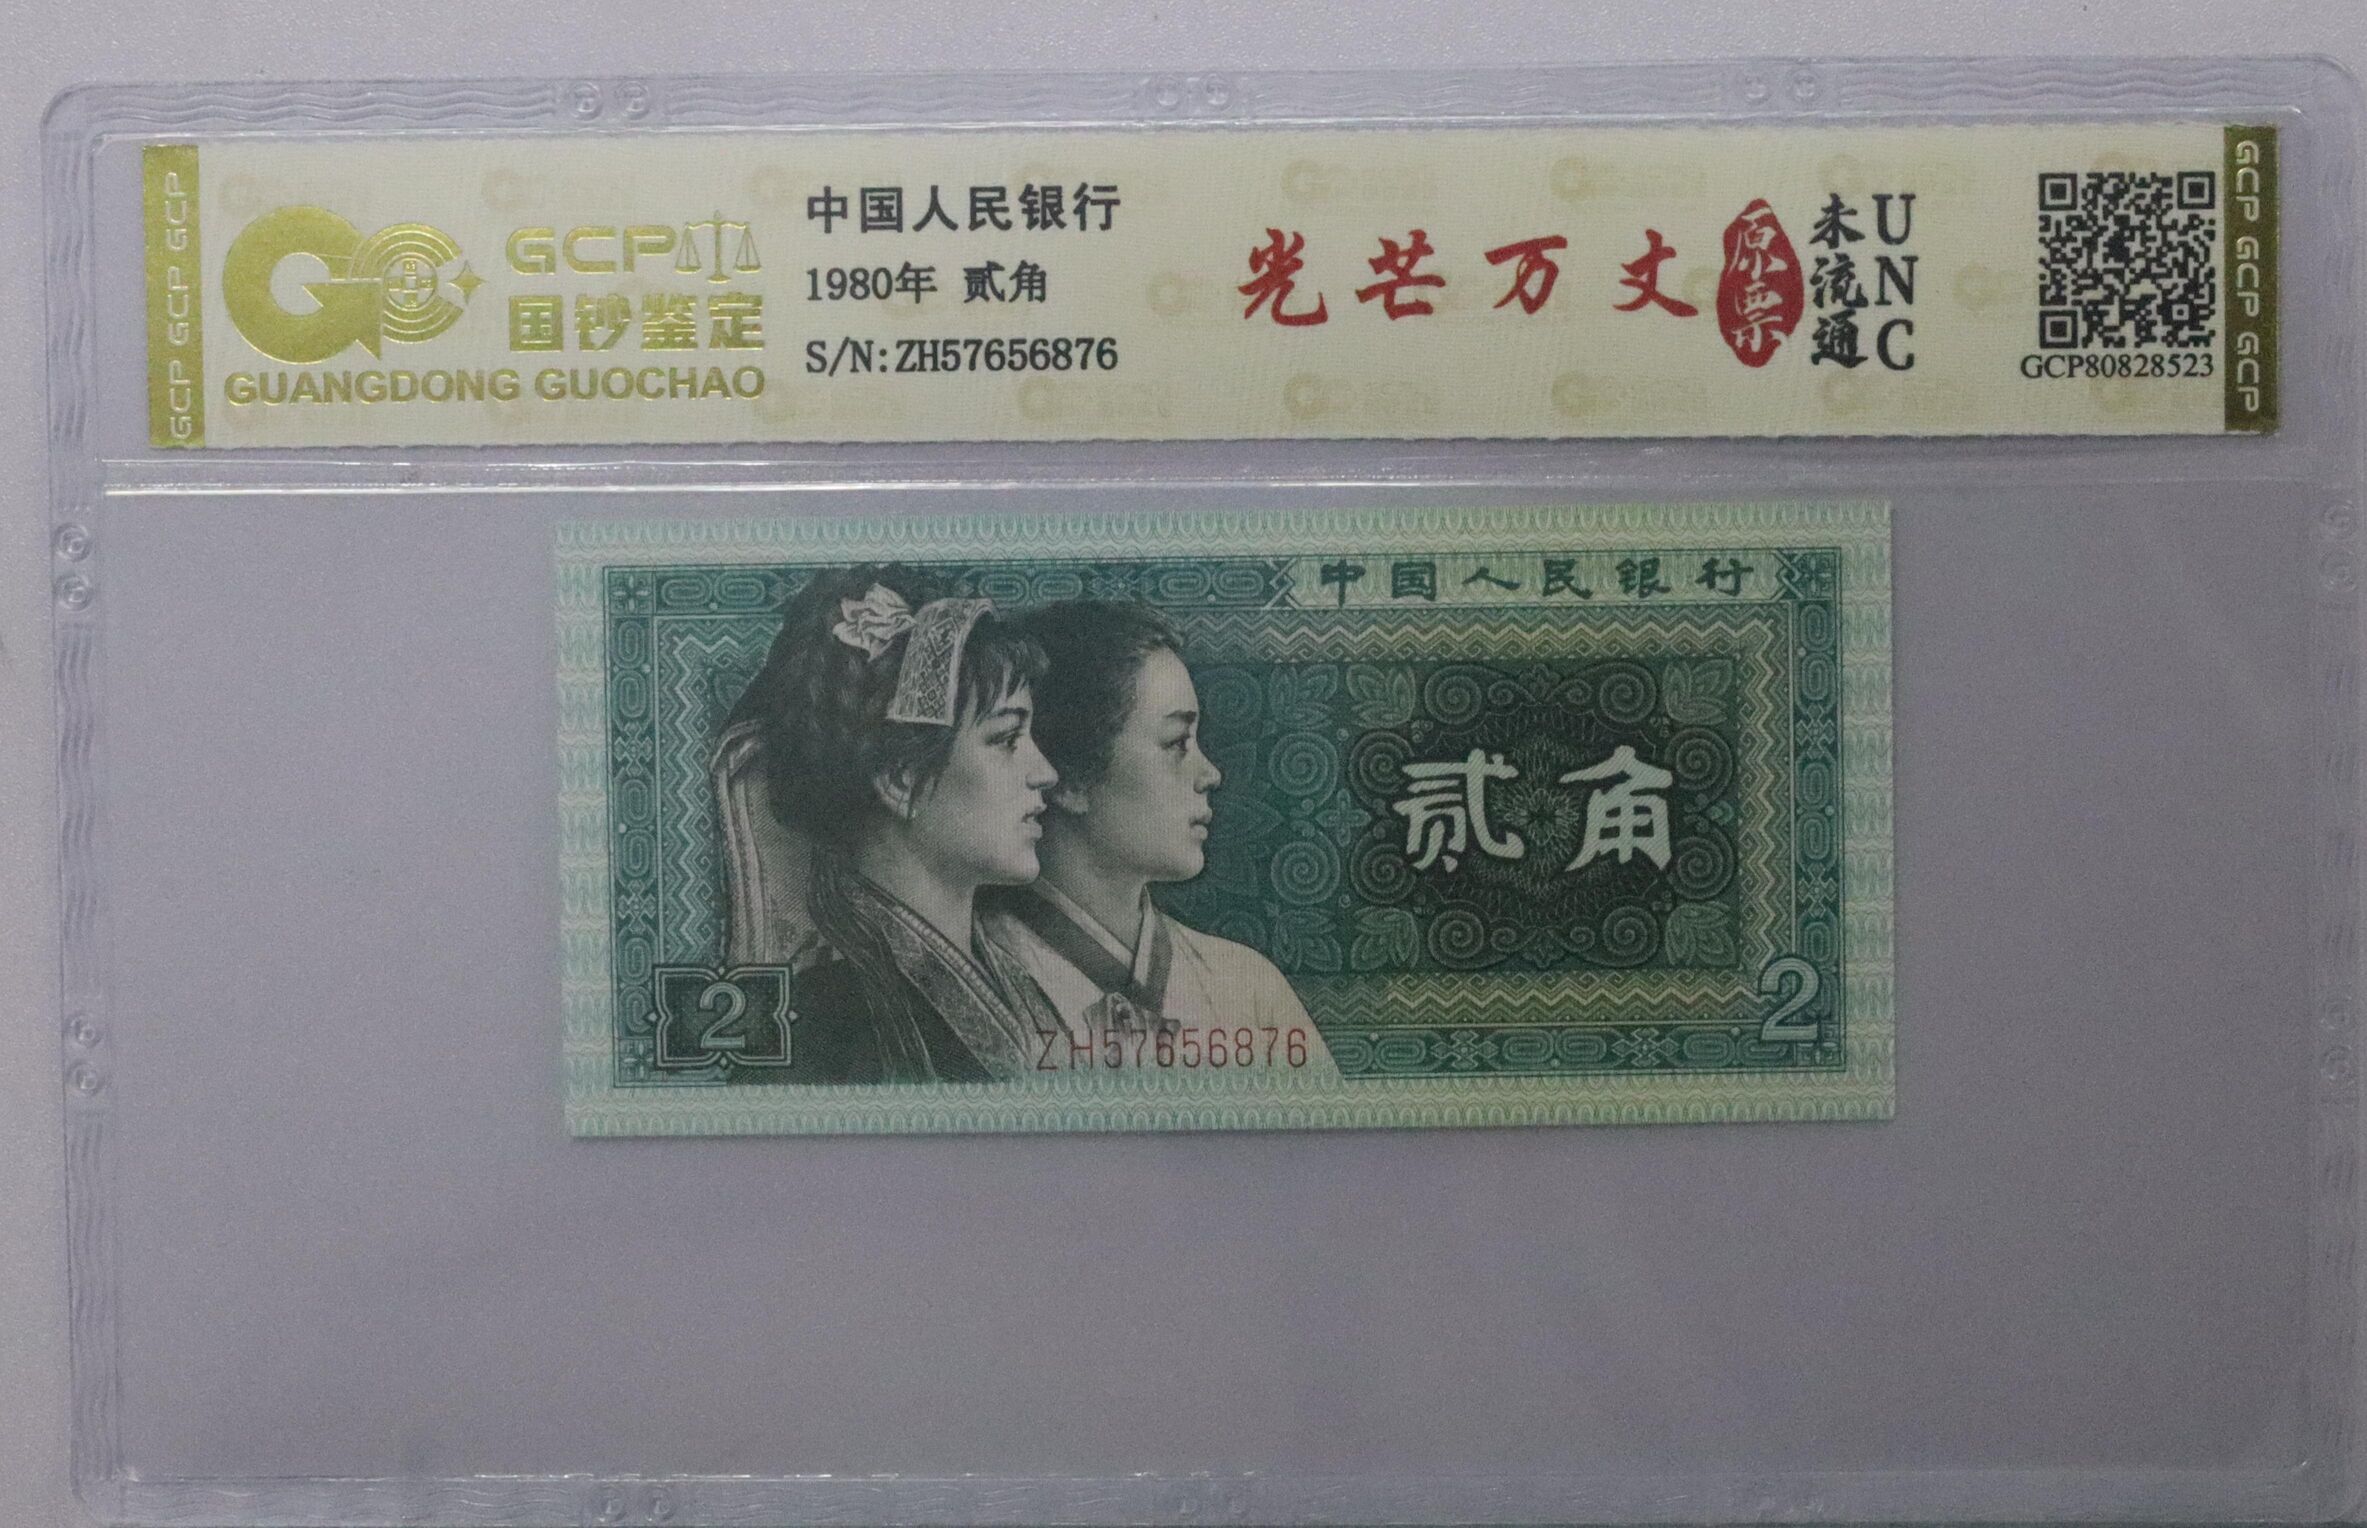 GCP GCP GCP
GCP
国钞鉴定
GUANGDONG GUOCHAO
中国人民银行
1980年 贰角
S/N:ZH57656876
光芒万丈
原票
未流通
UNC
GCP80828523
GCP GCP GCP
中国人民银行
贰角
2
2
ZH57656876